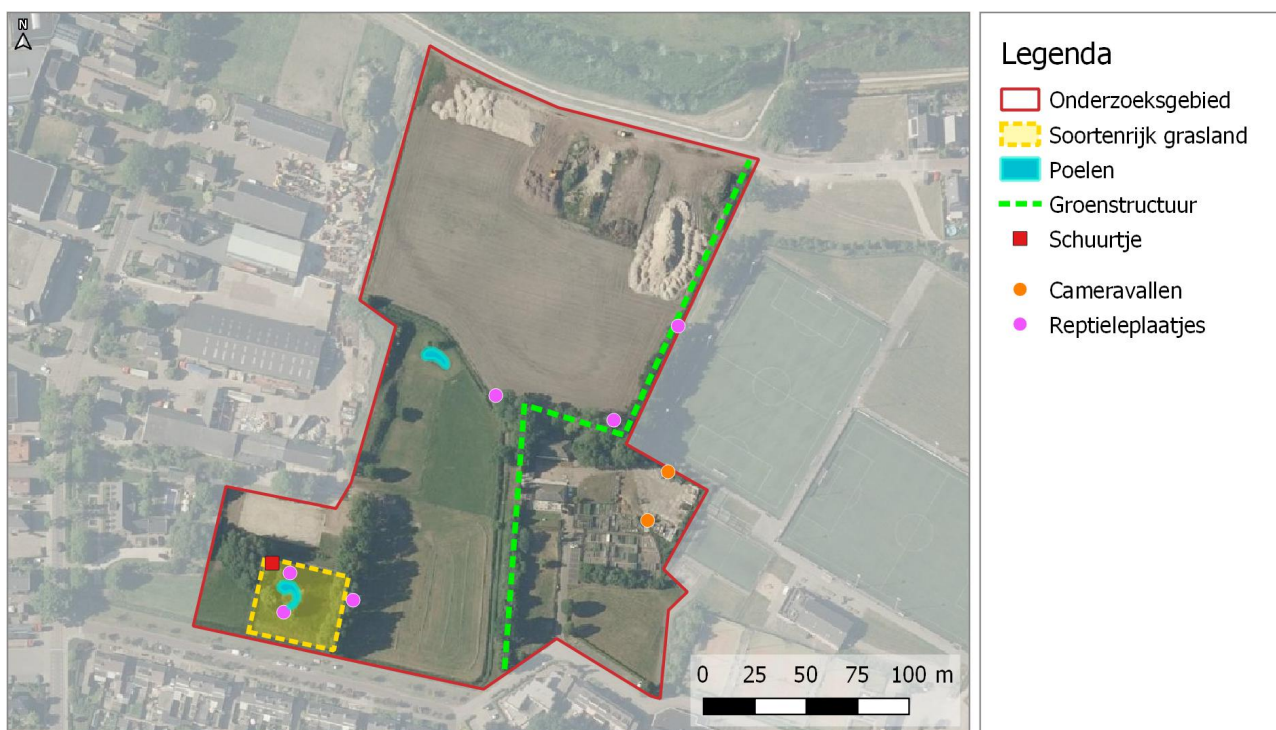 N
0 25 50 75 100 m
Legenda
Onderzoeksgebied
Soortenrijk grasland
Poelen
Groenstructuur
Schuurtje
Cameravallen
Reptieleplaatjes